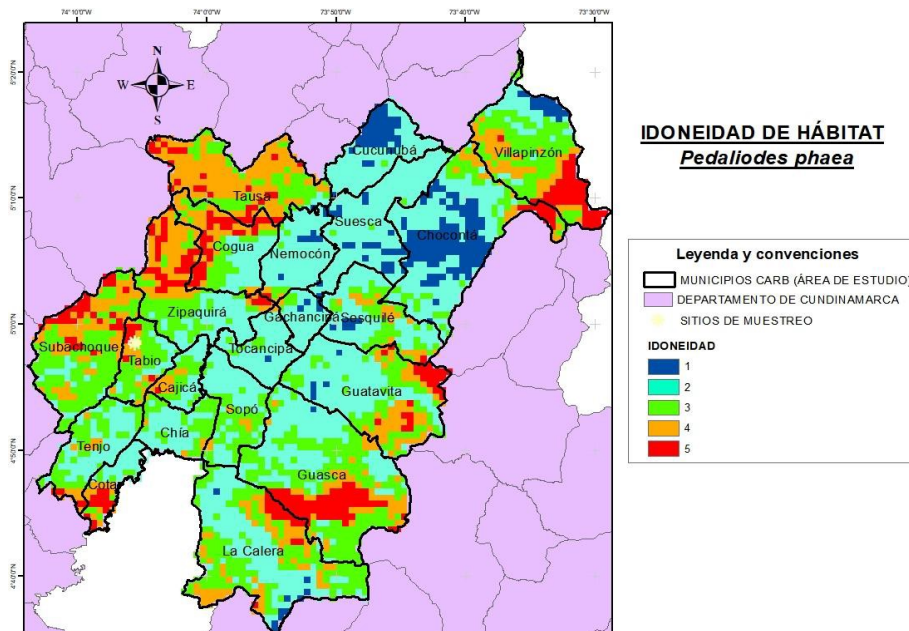 74°10'0"W 74°0'0"W 73°50'0"W 73°40'0"W 73°30'0"W
5°20'0"N
5°10'0"N
5°0'0"N
4°50'0"N
4°40'0"N
N
W E
S
Cucunubá
Villapinzón
Tausa
Suesca
Chocontá
Cogua
Nemocón
Zipaquirá
Gachancipá
Sesquilé
Subachoque
Tabio
Tocancipa
Cajicá
Guatavita
Sopó
Chía
Tenjo
Guasca
Cota
La Calera
IDONEIDAD DE HÁBITAT
Pedaliodes phaea
Leyenda y convenciones
MUNICIPIOS CARB (ÁREA DE ESTUDIO)
DEPARTAMENTO DE CUNDINAMARCA
SITIOS DE MUESTREO
IDONEIDAD
1
2
3
4
5